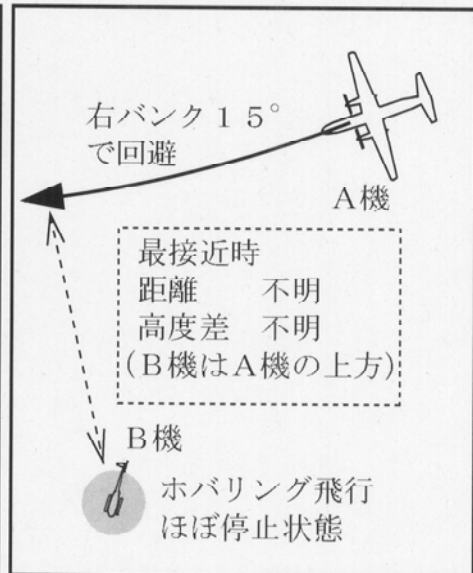 右バンク１５°
で回避
A機
最接近時
距離　　不明
高度差　不明
(B機はA機の上方)
B機
ホバリング飛行
ほぼ停止状態